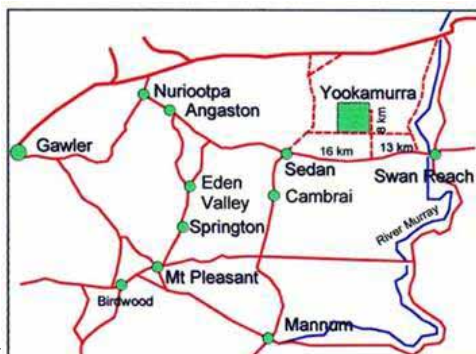 Nuriootpa
Angaston
Yookamurra
8 km
Gawler
16 km
13 km
Sedan
Swan Reach
Eden
Valley
Cambrai
Springton
River Murray
Mt Pleasant
Birdwood
Mannum